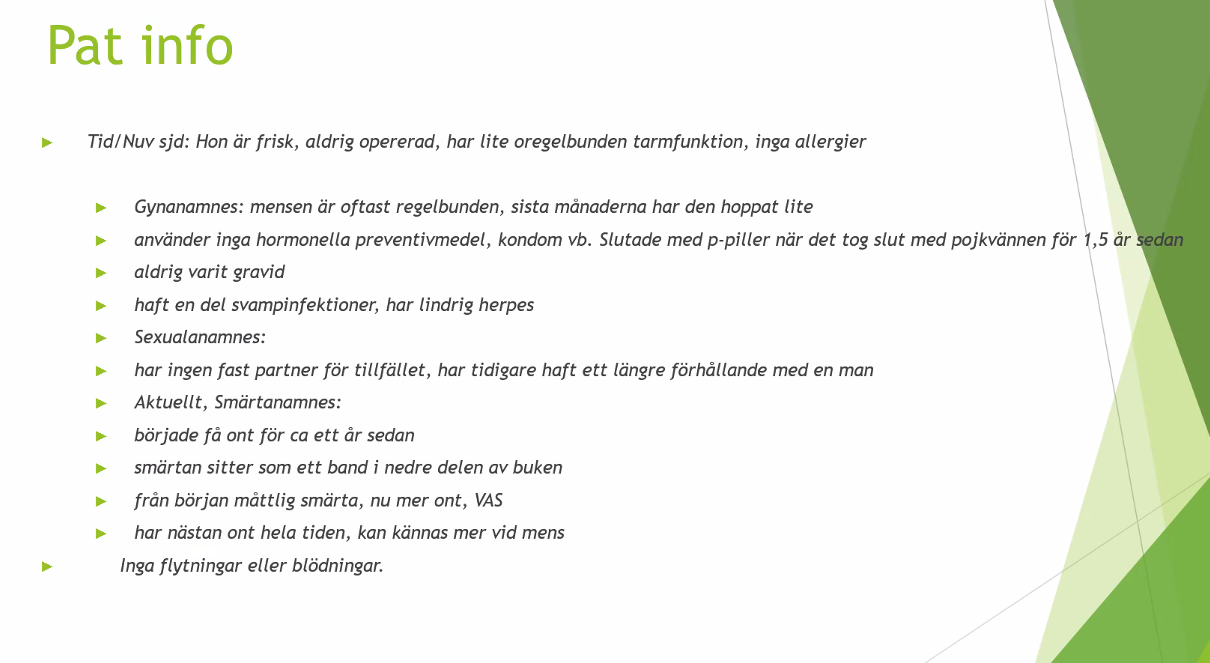 Pat info
Tid/Nuv sjd: Hon är frisk, aldrig opererad, har lite oregelbunden tarmfunktion, inga allergier
Gynanamnes: mensen är oftast regelbunden, sista månaderna har den hoppat lite
använder inga hormonella preventivmedel, kondom vb. Slutade med p-piller när det tog slut med pojkvännen för 1,5 år sedan
aldrig varit gravid
haft en del svampinfektioner, har lindrig herpes
Sexualanamnes:
har ingen fast partner för tillfället, har tidigare haft ett längre förhållande med en man
Aktuellt, Smärtanamnes:
började få ont för ca ett år sedan
smärtan sitter som ett band i nedre delen av buken
från början måttlig smärta, nu mer ont, VAS
har nästan ont hela tiden, kan kännas mer vid mens
Inga flytningar eller blödningar.